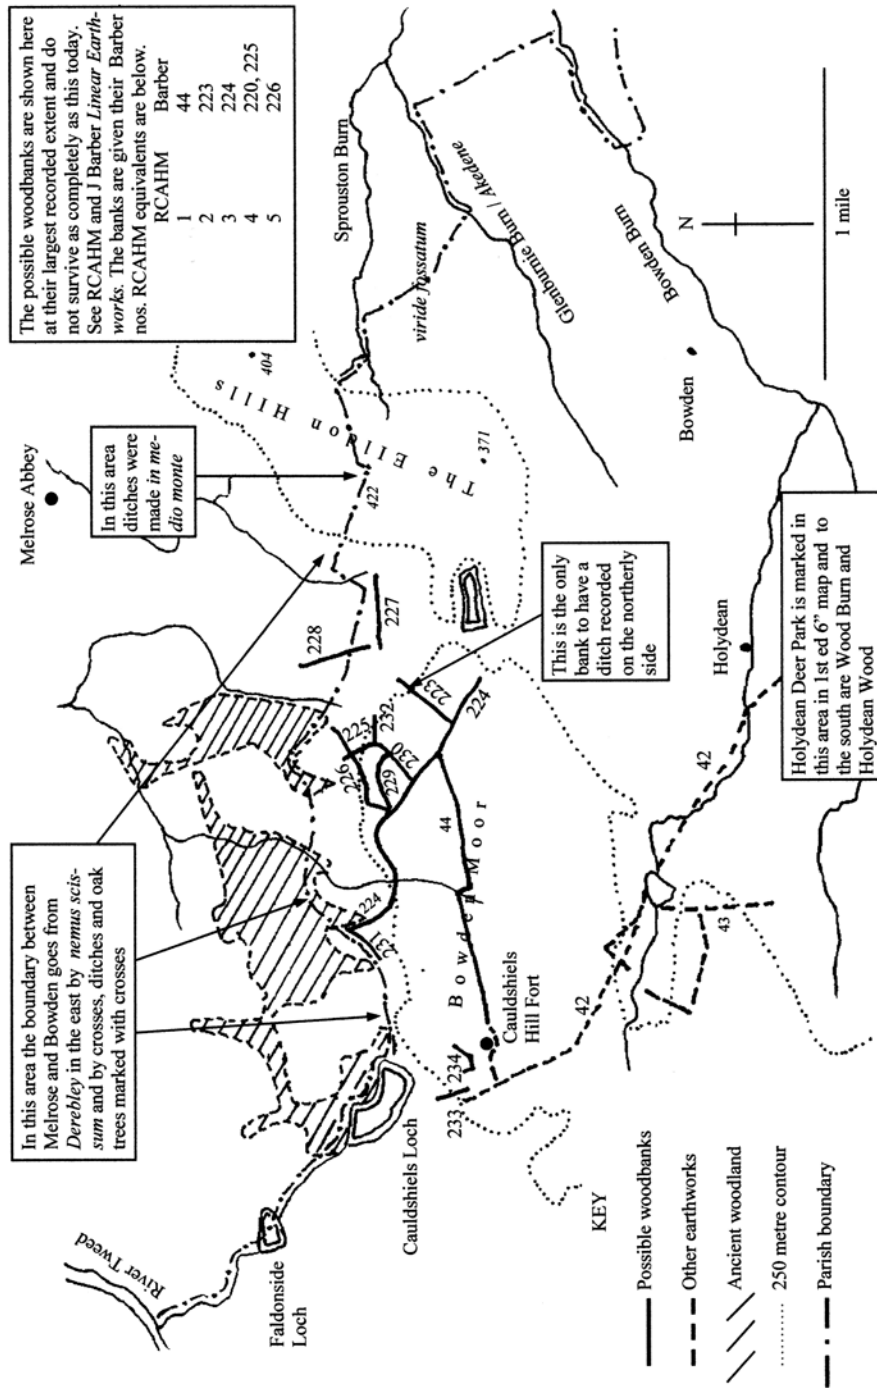 In this area the boundary between
Melrose and Bowden goes from
Derebley in the east by nemus scis-
sum and by crosses, ditches and oak
trees marked with crosses
Melrose Abbey
In this area
ditches were
made in me-
dio monte
The possible woodbanks are shown here
at their largest recorded extent and do
not survive as completely as this today.
See RCAHM and J Barber Linear Earth-
works. The banks are given their Barber
nos. RCAHM equivalents are below.
RCAHM Barber
1 44
2 223
3 224
4 220, 225
5 226
River Tweed
Faldonside
Loch
Cauldshiels Loch
The Eildon Hills
404
422
371
Sprouston Burn
viride fossatum
Glenburnie Burn / Akedene
Bowden Burn
228
227
225
226
232
229
230
223
224
224
231
44
Bowden Moor
Cauldshiels
Hill Fort
234
233
This is the only
bank to have a
ditch recorded
on the northerly
side
N
1 mile
Bowden
Holydean
42
42
43
Holydean Deer Park is marked in
this area in 1st ed 6" map and to
the south are Wood Burn and
Holydean Wood
KEY
Possible woodbanks
Other earthworks
Ancient woodland
250 metre contour
Parish boundary